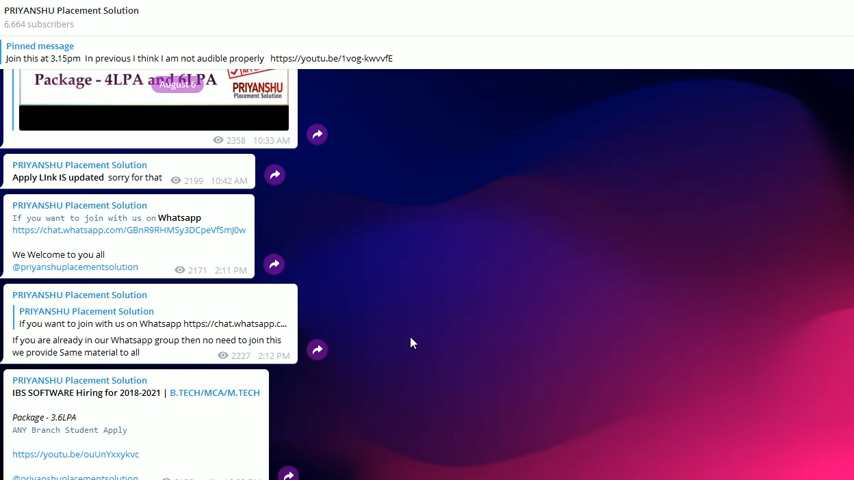 PRIYANSHU Placement Solution
6,664 subscribers
Pinned message
Join this at 3.15pm In previous I think I am not audible properly https://youtu.be/1vog-kwvvfE
Package - 4LPA and 6LPA
August 6
PRIYANSHU
Placement Solution
2358 10:33 AM
PRIYANSHU Placement Solution
Apply LInk IS updated sorry for that 2199 10:42 AM
PRIYANSHU Placement Solution
If you want to join with us on Whatsapp
https://chat.whatsapp.com/GBnR9RHMSy3DCpeVfSmJ0w
We Welcome to you all
@priyanshuplacementsolution 2171 2:11 PM
PRIYANSHU Placement Solution
PRIYANSHU Placement Solution
If you want to join with us on Whatsapp https://chat.whatsapp.c...
If you are already in our Whatsapp group then no need to join this
we provide Same material to all 2227 2:12 PM
PRIYANSHU Placement Solution
IBS SOFTWARE Hiring for 2018-2021 | B.TECH/MCA/M.TECH
Package - 3.6LPA
ANY Branch Student Apply
https://youtu.be/ouUnYxxykvc
@priyanshuplacementsolution